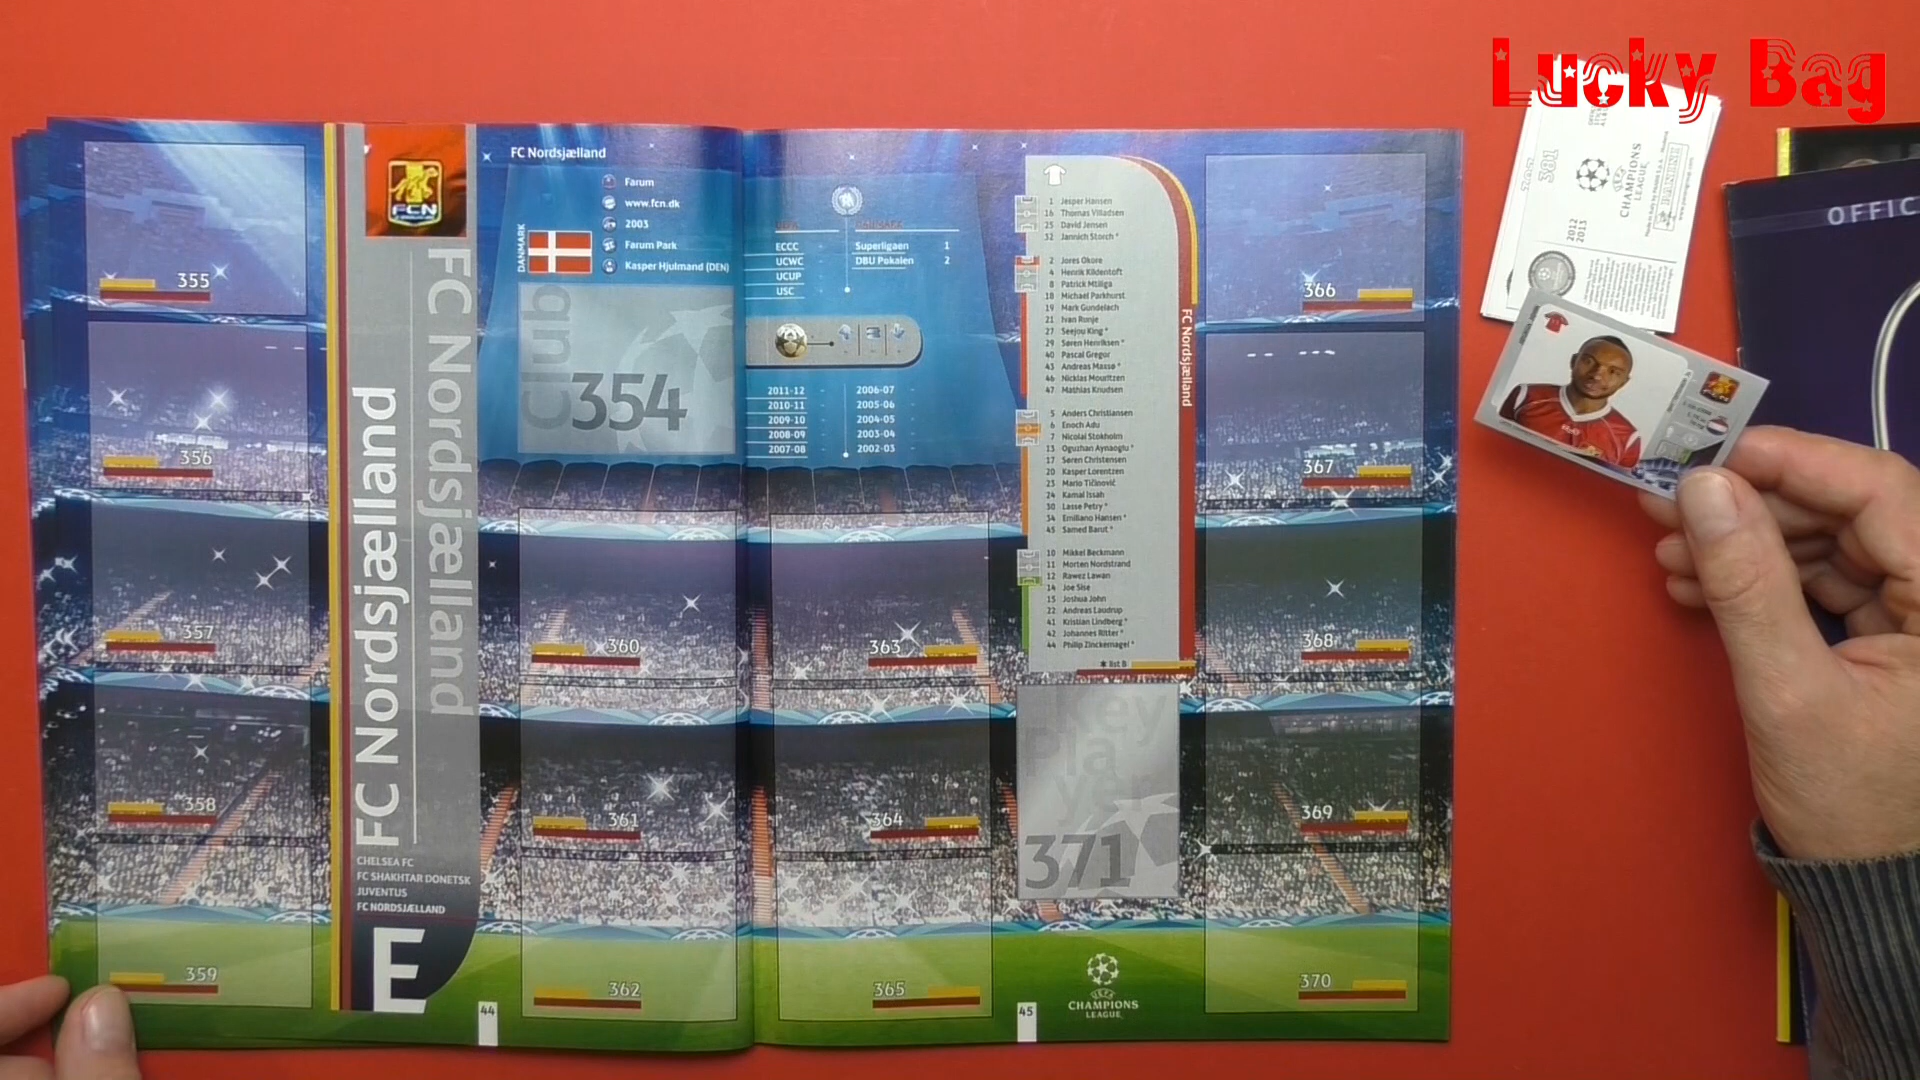 Lucky Bag
355
356
357
358
359
FCN
FC Nordsjælland
FC Nordsjælland
CHELSEA FC
FC SHAKHTAR DONETSK
JUVENTUS
FC NORDSJÆLLAND
E
44
FC Nordsjælland
DANMARK
Farum
www.fcn.dk
2003
Farum Park
Kasper Hjulmand (DEN)
Club
354
360
361
362
ECCC
UCWC
UCUP
USC
Superligaen 1
DBU Pokalen 2
2011-12
2010-11
2009-10
2008-09
2007-08
2006-07
2005-06
2004-05
2003-04
2002-03
363
364
365
1 Jesper Hansen
16 Thomas Villadsen
25 David Jensen
32 Jannich Storch *
2 Jores Okore
4 Henrik Kildentoft
8 Patrick Mtiliga
18 Michael Parkhurst
19 Mark Gundelach
21 Ivan Runje
27 Seejou King *
29 Søren Henriksen *
40 Pascal Gregor
43 Andreas Maxsø *
46 Nicklas Mouritzen
47 Mathias Knudsen
5 Anders Christiansen
6 Enoch Adu
7 Nicolai Stokholm
13 Oguzhan Aynaoglu *
17 Søren Christensen
20 Kasper Lorentzen
23 Mario Tičinović
24 Kamal Issah
30 Lasse Petry *
34 Emiliano Hansen *
45 Samed Barut *
10 Mikkel Beckmann
11 Morten Nordstrand
12 Rawez Lawan
14 Joe Sise
15 Joshua John
22 Andreas Laudrup
41 Kristian Lindberg *
42 Johannes Ritter *
44 Philip Zinckernagel *
* list B
FC Nordsjælland
key
Pla
yer
371
UEFA
CHAMPIONS
LEAGUE
45
366
367
368
369
370
381
UEFA
CHAMPIONS
LEAGUE
2012
2013
PANINI
OFFIC